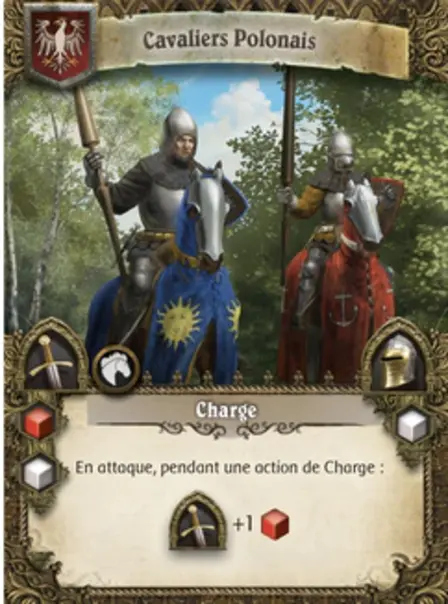 Cavaliers Polonais
Charge
En attaque, pendant une action de Charge :
+1